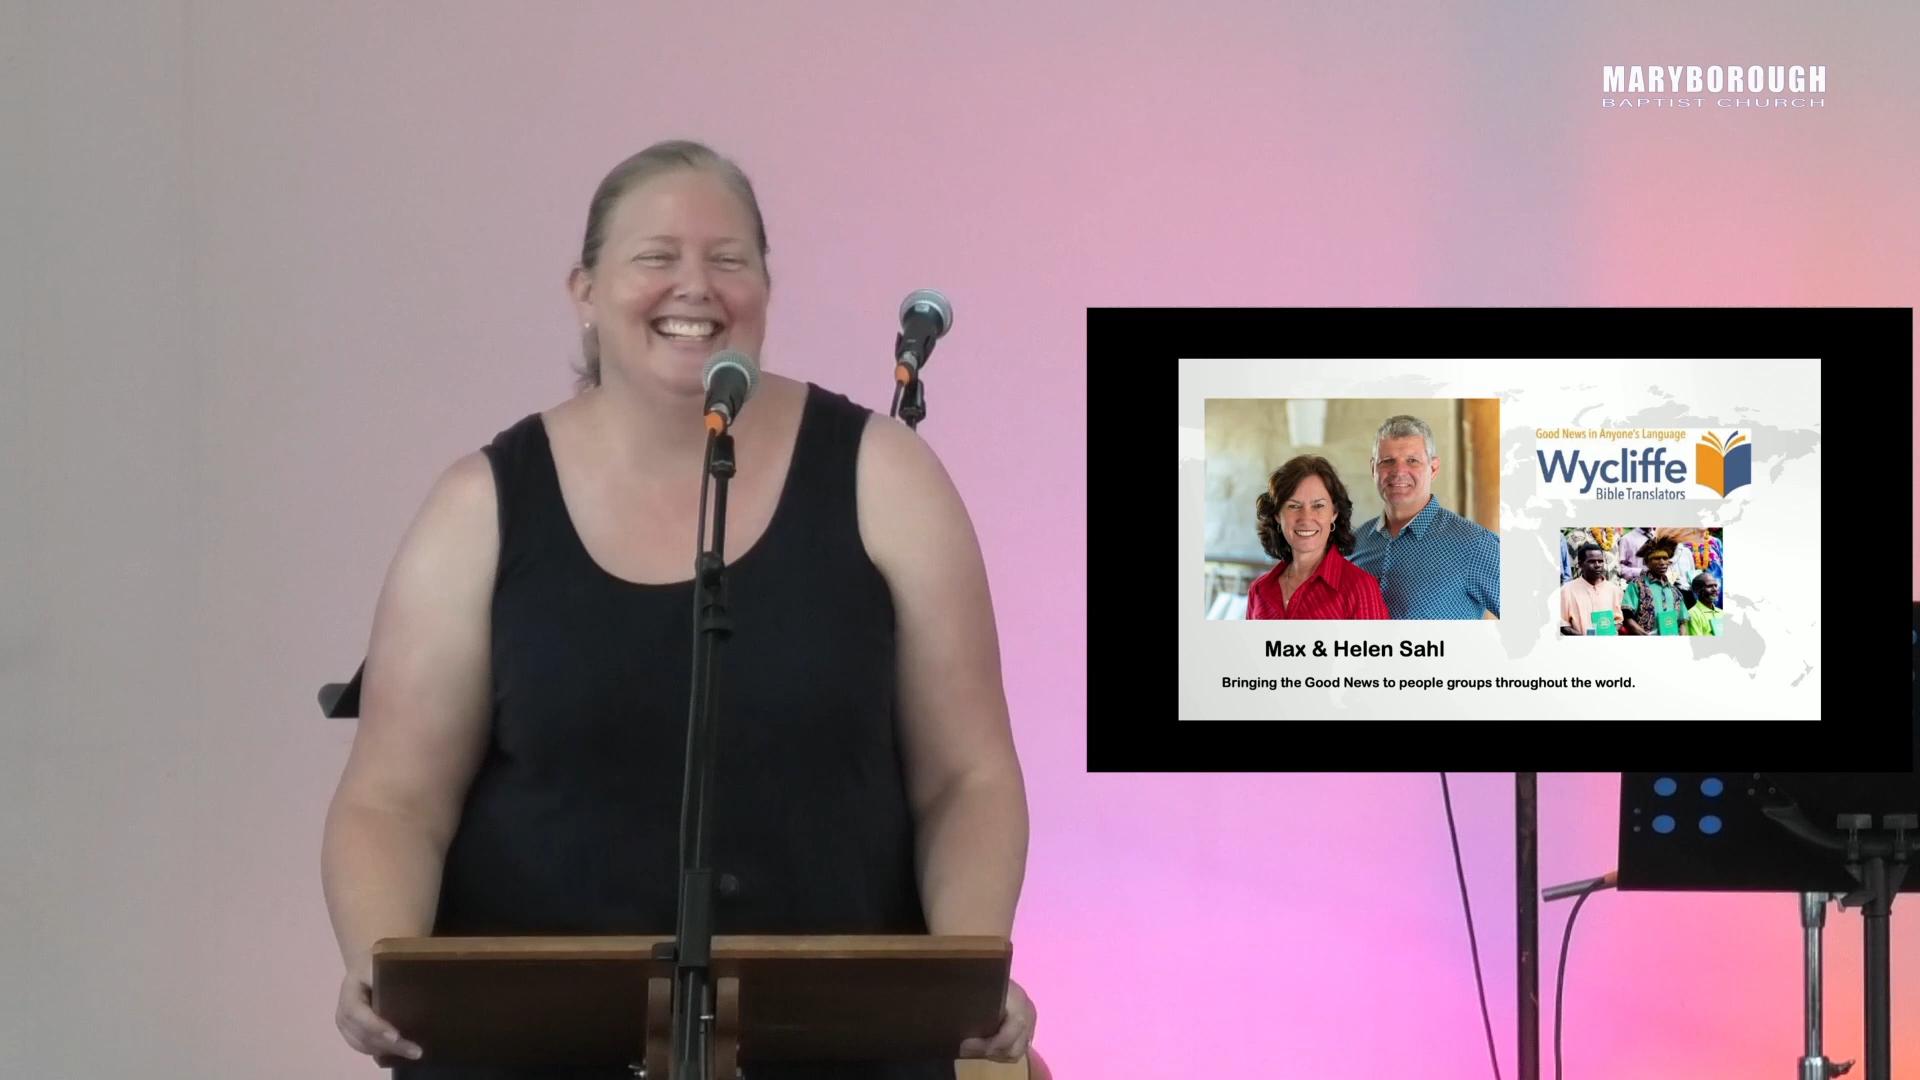 MARYBOROUGH
BAPTIST CHURCH
Good News in Anyone's Language
Wycliffe
Bible Translators
Max & Helen Sahl
Bringing the Good News to people groups throughout the world.